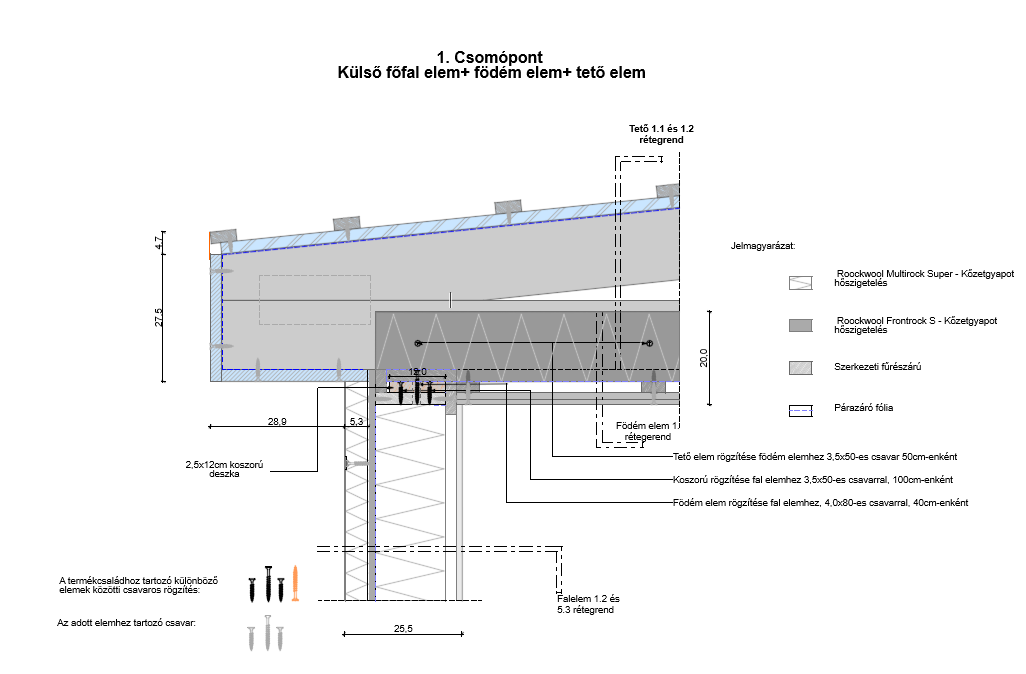 1. Csomópont
Külső főfal elem+ födém elem+ tető elem
Tető 1.1 és 1.2
rétegrend
4,7
27,5
Jelmagyarázat:
Roockwool Multirock Super - Kőzetgyapot
hőszigetelés
Roockwool Frontrock S - Kőzetgyapot
hőszigetelés
Szerkezeti fűrészárú
Párazáró fólia
20,0
12,0
28,9
5,3
Födém elem 1.
rétegerend
2,5x12cm koszorú
deszka
Tető elem rögzítése födém elemhez 3,5x50-es csavar 50cm-enként
Koszorú rögzítése fal elemhez 3,5x50-es csavarral, 100cm-enként
Födém elem rögzítése fal elemhez, 4,0x80-es csavarral, 40cm-enként
A termékcsaládhoz tartozó különböző
elemek közötti csavaros rögzítés:
Falelem 1.2 és
5.3 rétegrend
Az adott elemhez tartozó csavar:
25,5